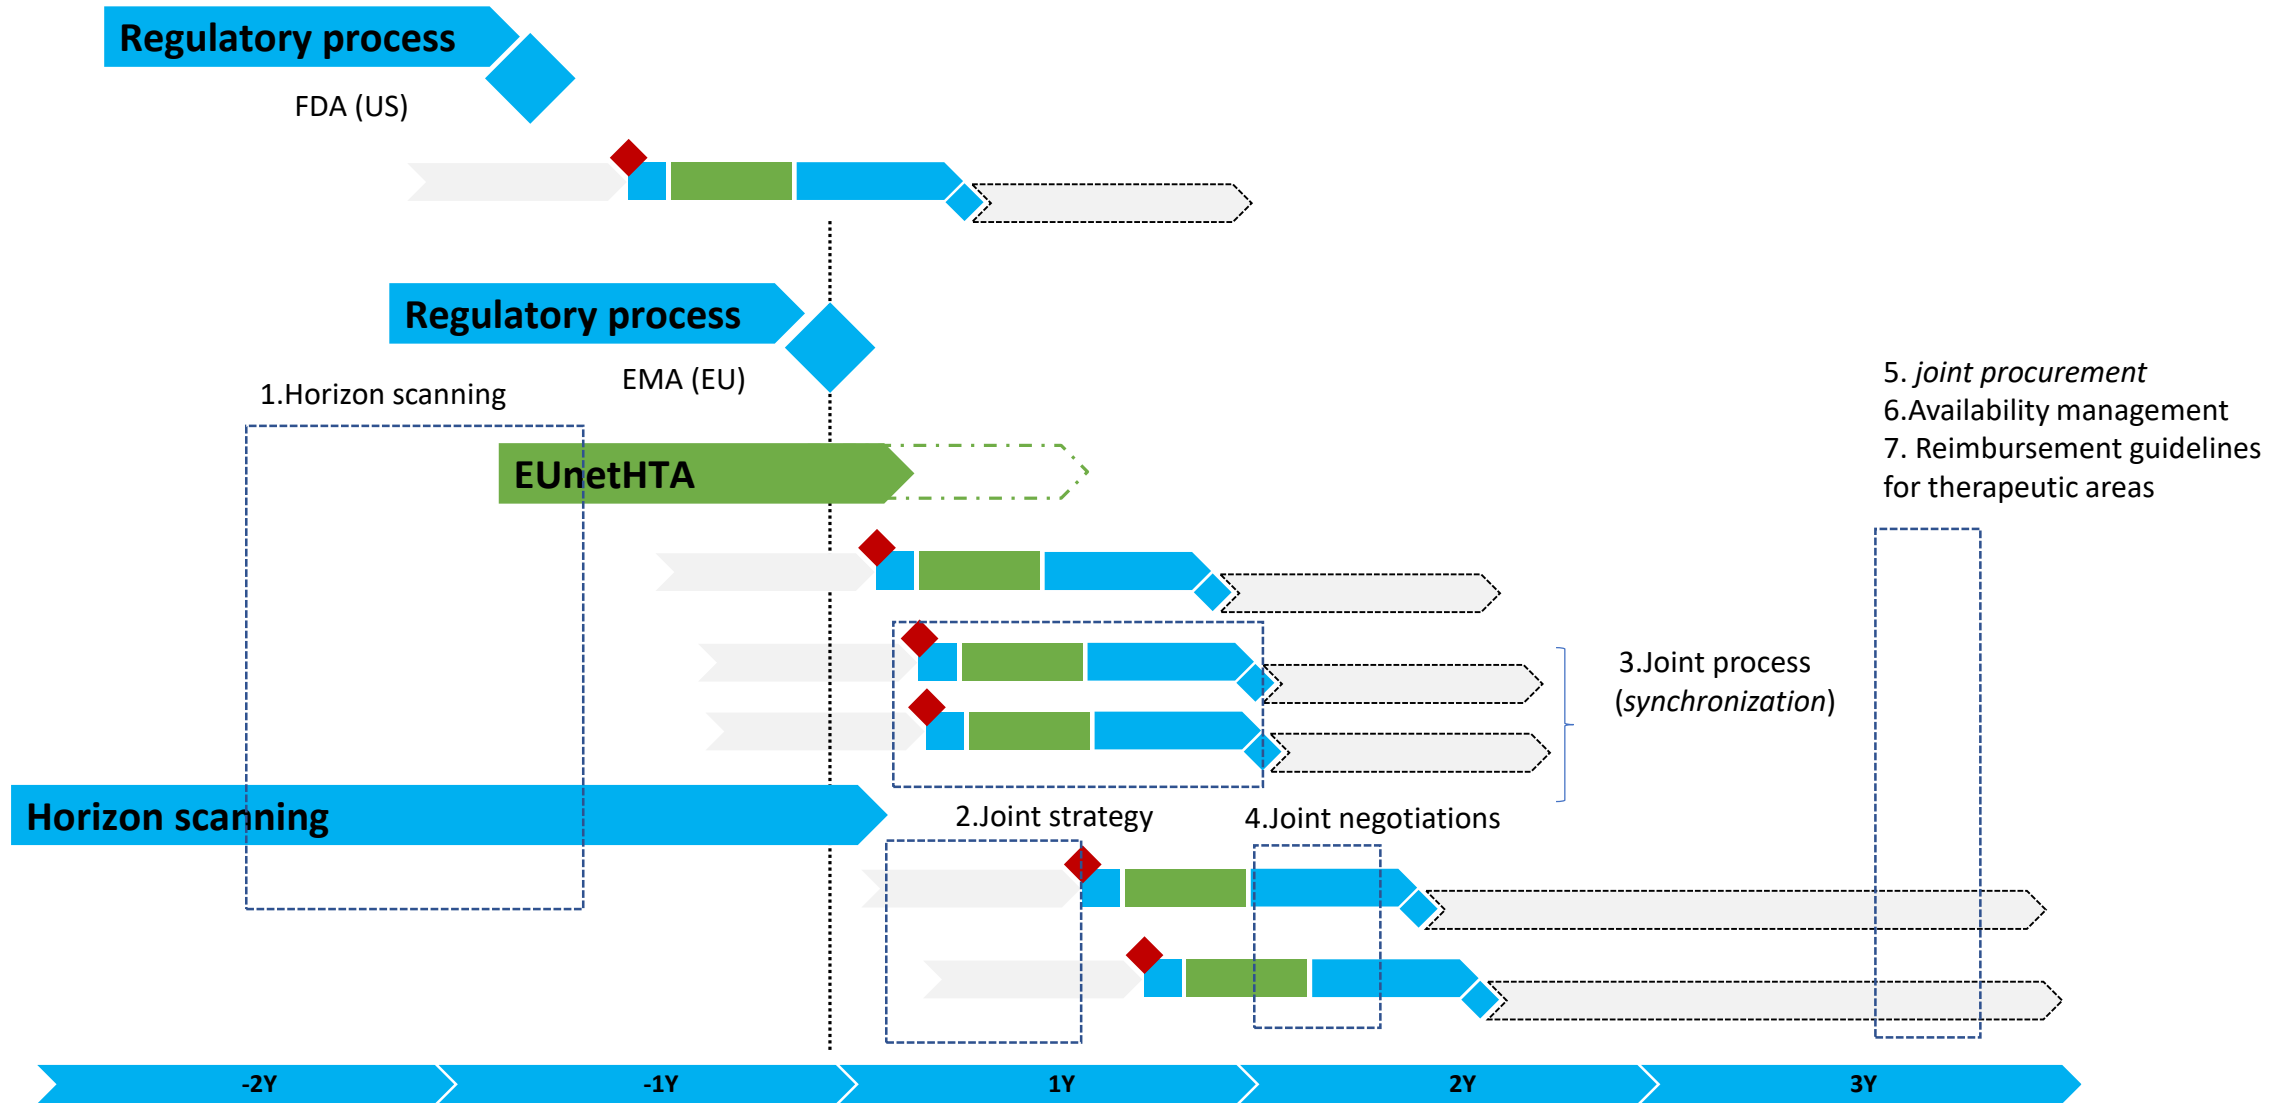 Regulatory process
FDA (US)
Regulatory process
EMA (EU)
1.Horizon scanning
5. joint procurement
6.Availability management
7. Reimbursement guidelines
for therapeutic areas
EUnetHTA
3.Joint process
(synchronization)
Horizon scanning
2.Joint strategy
4.Joint negotiations
-2Y
-1Y
1Y
2Y
3Y